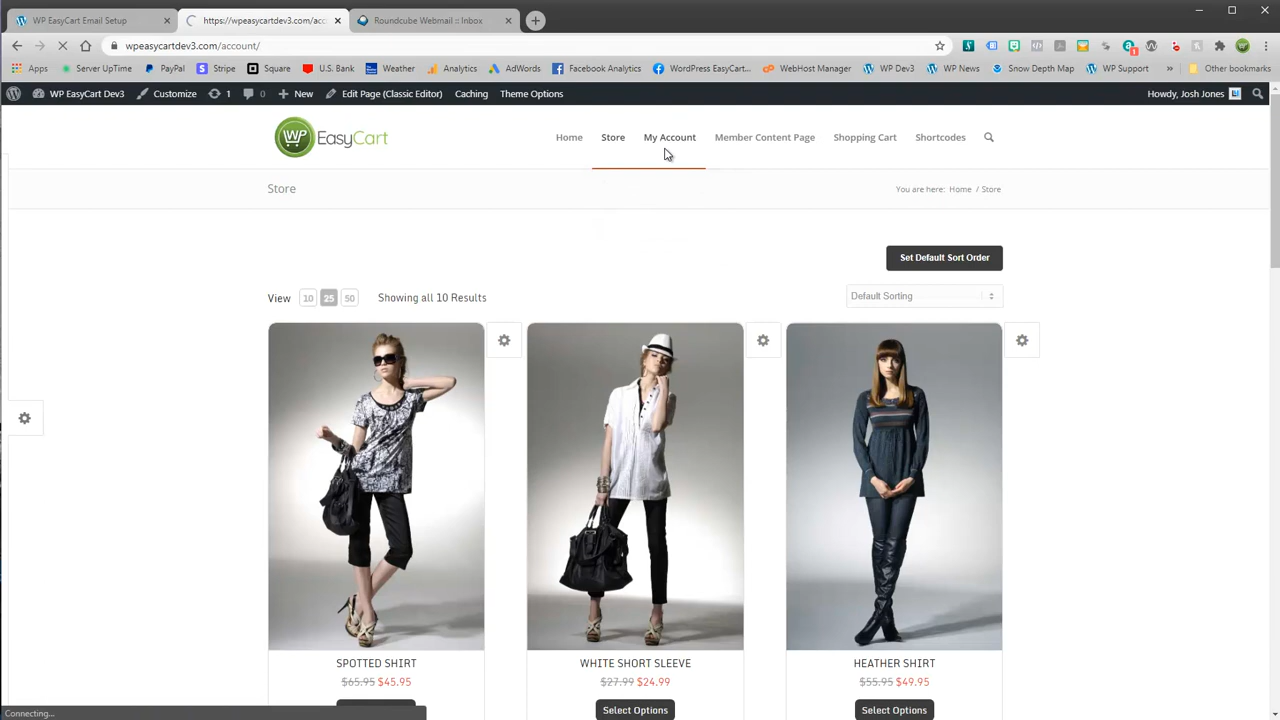 WP EasyCart Email Setup
https://wpeasycartdev3.com/acc
Roundcube Webmail :: Inbox
wpeasycartdev3.com/account/
Apps
Server UpTime
PayPal
Stripe
Square
U.S. Bank
Weather
Analytics
AdWords
Facebook Analytics
WordPress EasyCart...
WebHost Manager
WP Dev3
WP News
Snow Depth Map
WP Support
»
Other bookmarks
WP EasyCart Dev3
Customize
1
0
New
Edit Page (Classic Editor)
Caching
Theme Options
Howdy, Josh Jones
WP EasyCart
Home
Store
My Account
Member Content Page
Shopping Cart
Shortcodes
Store
You are here: Home / Store
Set Default Sort Order
View 10 25 50 Showing all 10 Results
Default Sorting
SPOTTED SHIRT
$65.95 $45.95
WHITE SHORT SLEEVE
$27.99 $24.99
Select Options
HEATHER SHIRT
$55.95 $49.95
Select Options
Connecting...